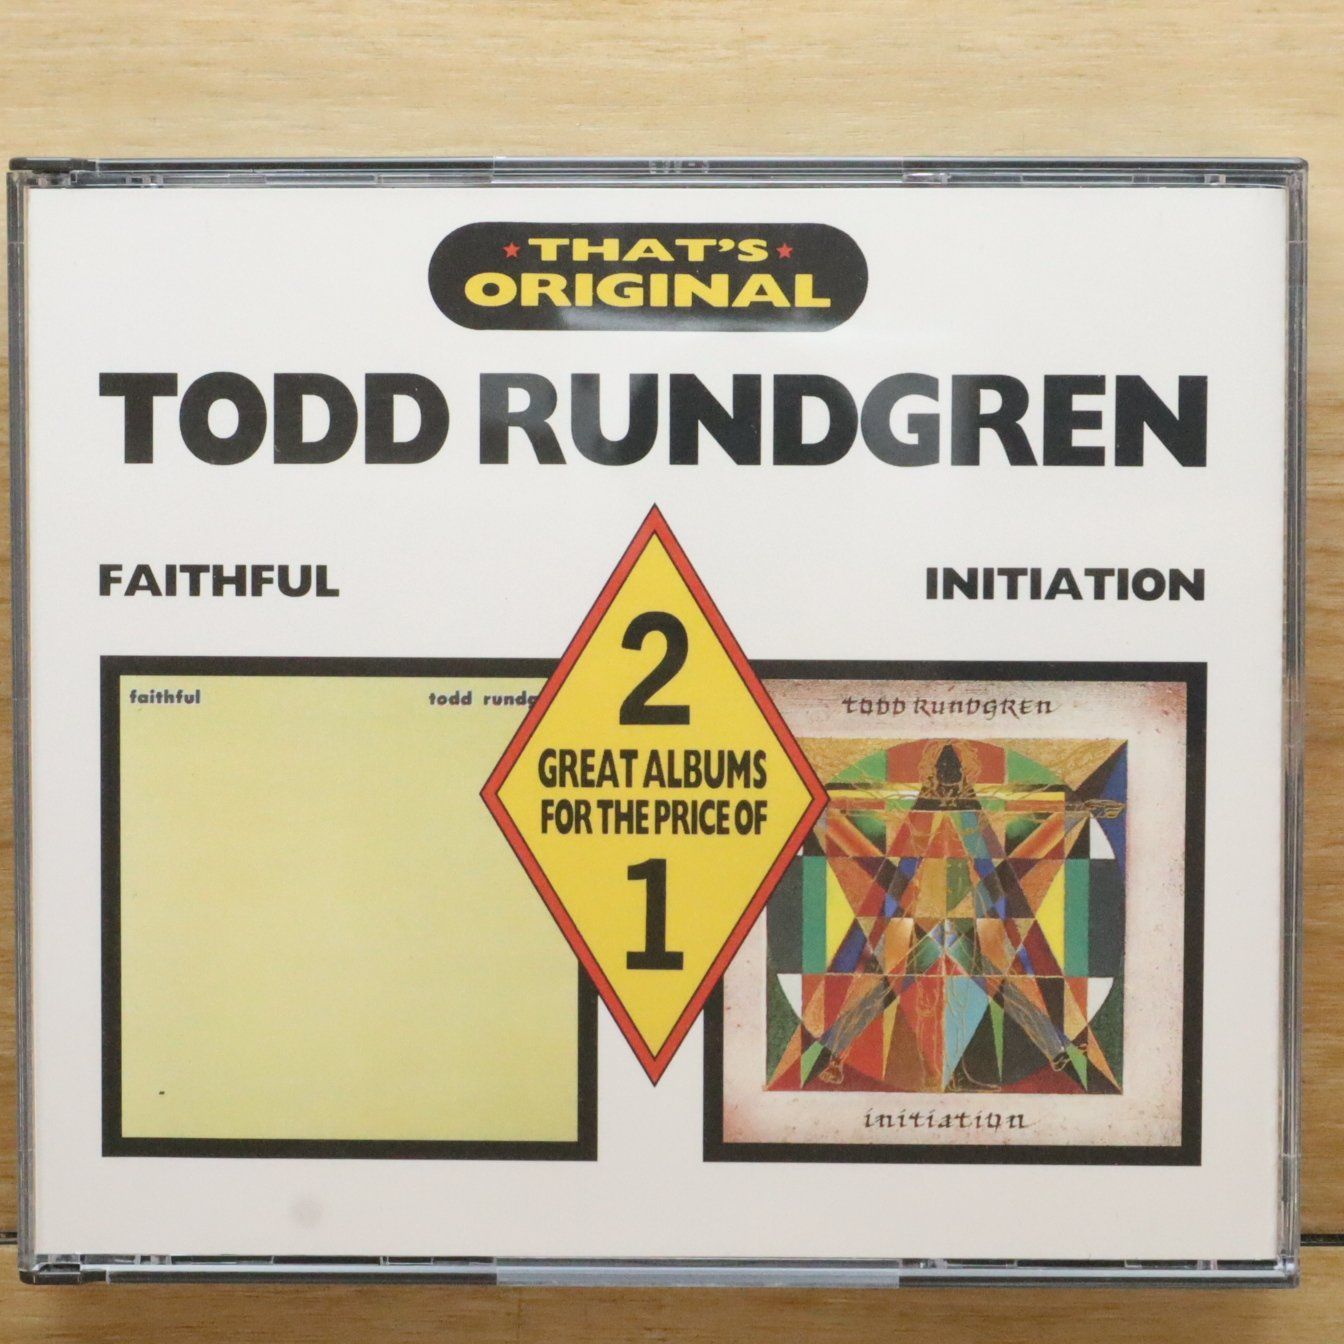 THAT'S
ORIGINAL
TODD RUNDGREN
FAITHFUL
INITIATION
2
GREAT ALBUMS
FOR THE PRICE OF
1
faithful
todd rundg
todd rundgren
initiation